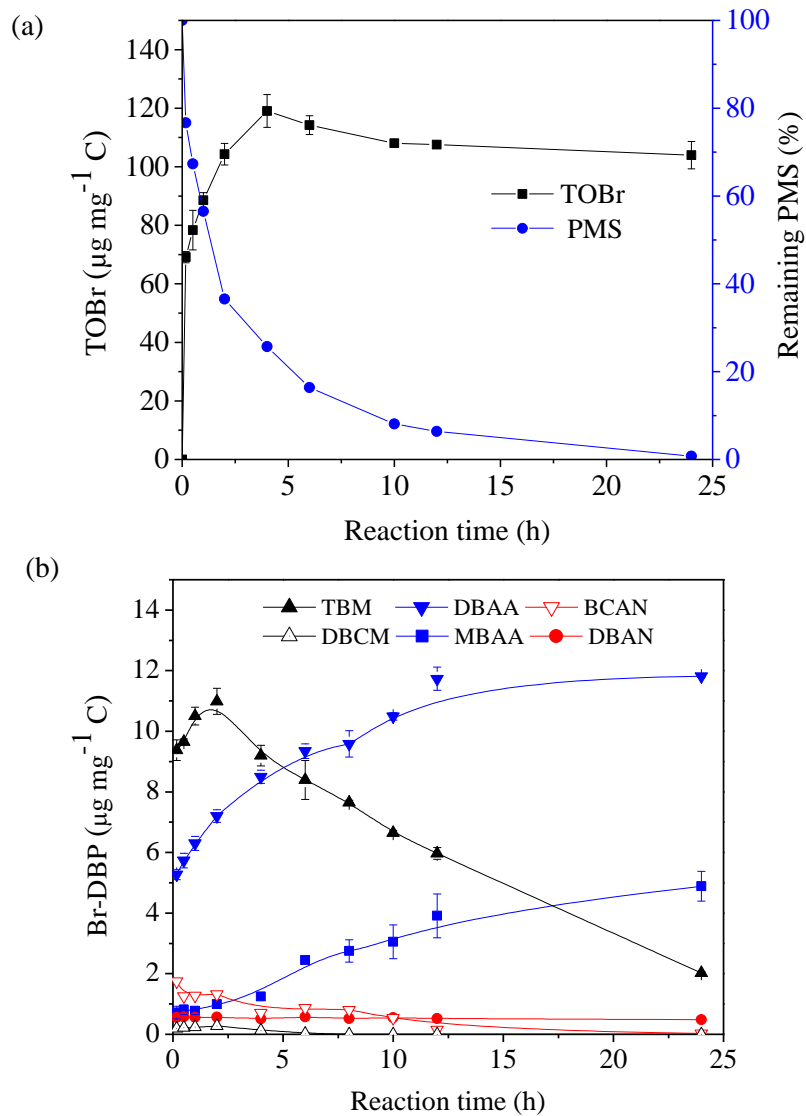 (a)
140
120
100
80
60
40
20
0
TOBr (µg mg⁻¹ C)
100
80
60
40
20
0
Remaining PMS (%)
TOBr
PMS
0 5 10 15 20 25
Reaction time (h)
(b)
14
12
10
8
6
4
2
0
Br-DBP (µg mg⁻¹ C)
TBM DBAA BCAN
DBCM MBAA DBAN
0 5 10 15 20 25
Reaction time (h)